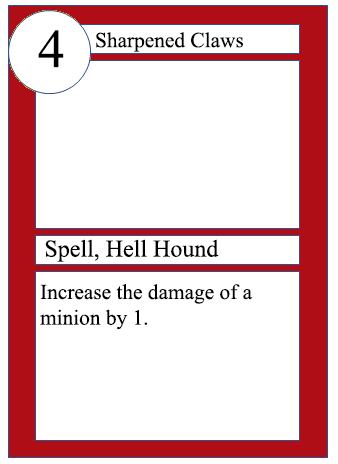 4
Sharpened Claws
Spell, Hell Hound
Increase the damage of a
minion by 1.